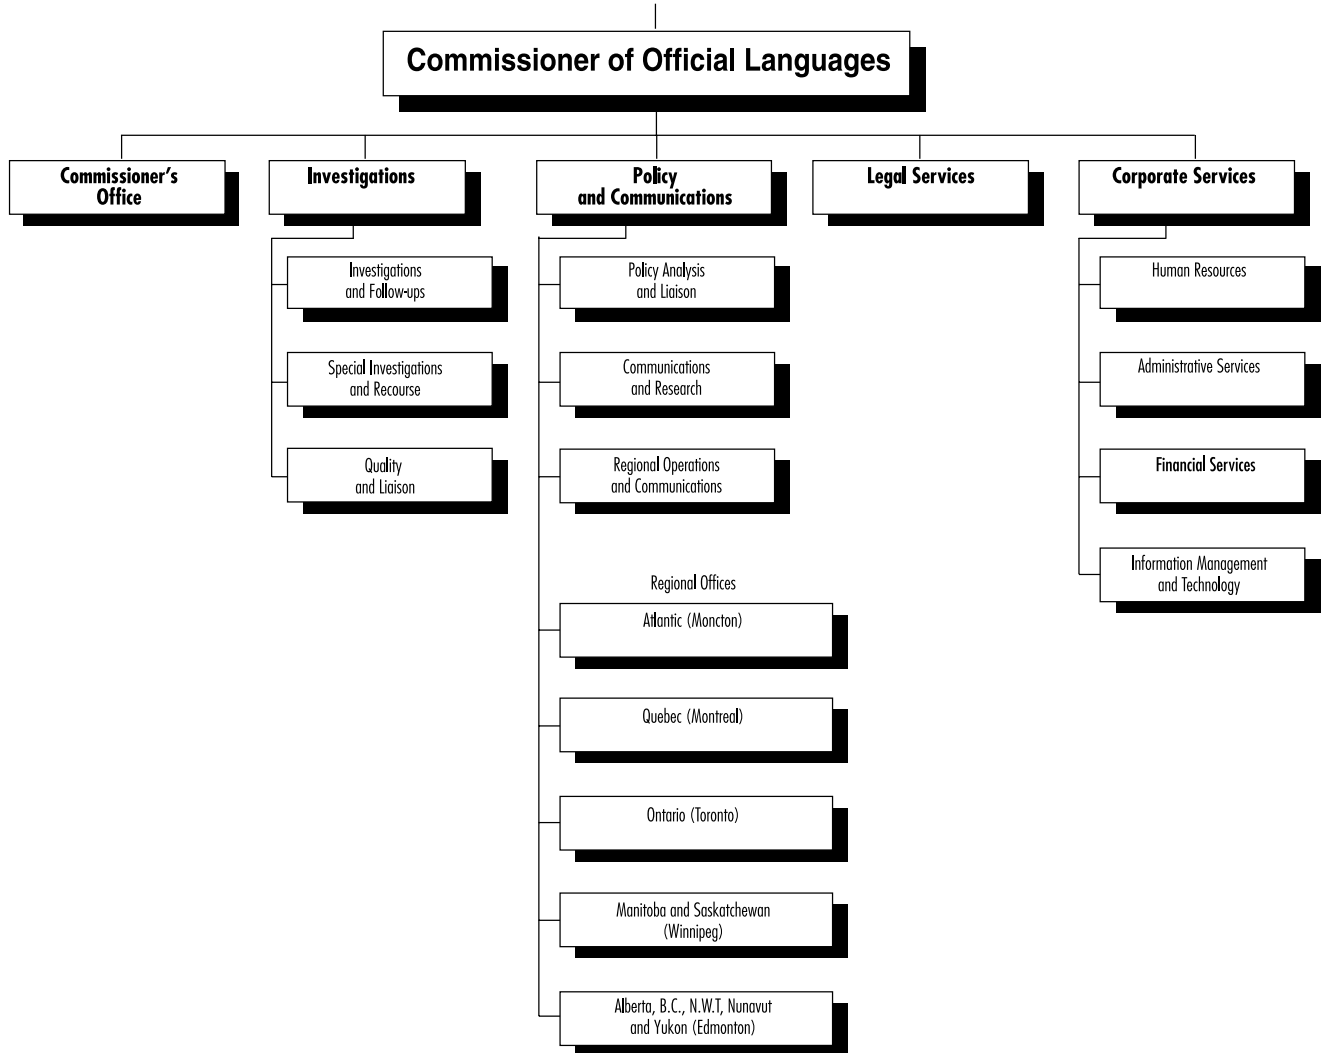 Commissioner of Official Languages
Commissioner's
Office
Investigations
Policy
and Communications
Legal Services
Corporate Services
Investigations
and Follow-ups
Special Investigations
and Recourse
Quality
and Liaison
Policy Analysis
and Liaison
Communications
and Research
Regional Operations
and Communications
Regional Offices
Atlantic (Moncton)
Quebec (Montreal)
Ontario (Toronto)
Manitoba and Saskatchewan
(Winnipeg)
Alberta, B.C., N.W.T, Nunavut
and Yukon (Edmonton)
Human Resources
Administrative Services
Financial Services
Information Management
and Technology